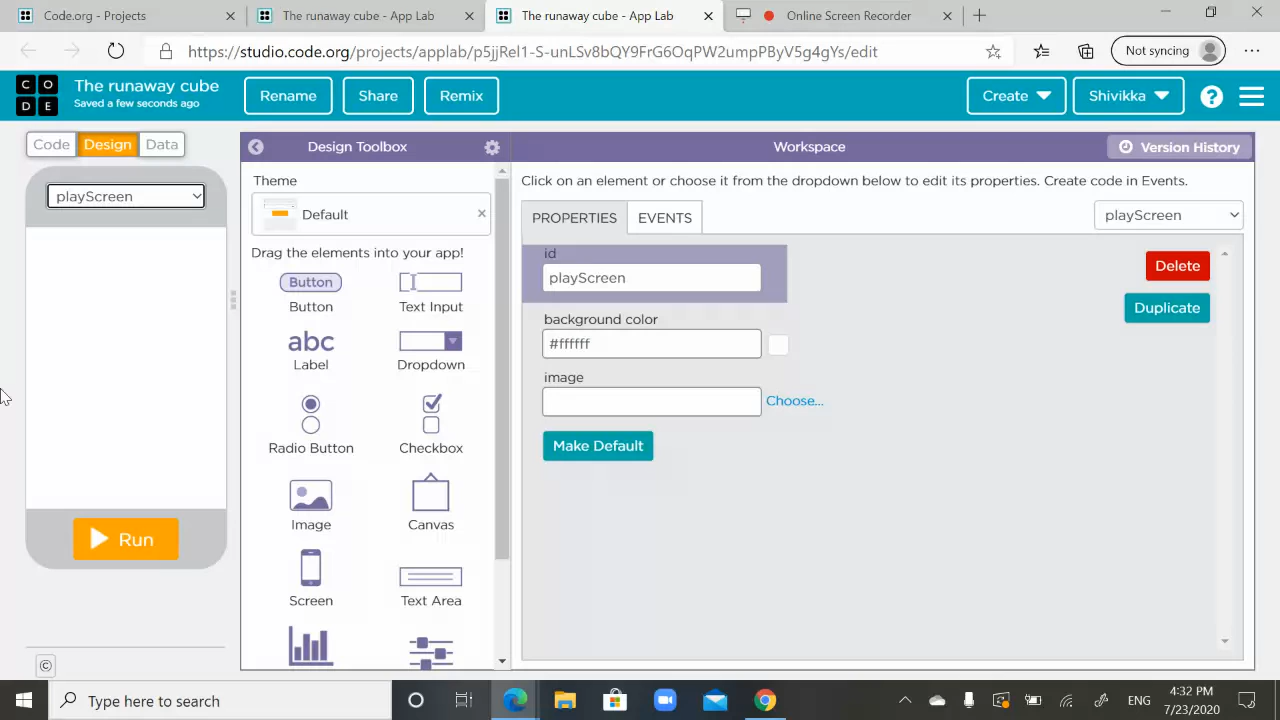 Code.org - Projects
The runaway cube - App Lab
The runaway cube - App Lab
Online Screen Recorder
https://studio.code.org/projects/applab/p5jjRel1-S-unLSv8bQY9FrG6OqPW2umpPByV5g4gYs/edit
Not syncing
C O
D E
The runaway cube
Saved a few seconds ago
Rename
Share
Remix
Create
Shivikka
?
Code
Design
Data
Design Toolbox
Workspace
Version History
playScreen
Theme
Default
Drag the elements into your app!
Button
Button
Text Input
abc
Label
Dropdown
Radio Button
Checkbox
Image
Canvas
Screen
Text Area
Run
©
Click on an element or choose it from the dropdown below to edit its properties. Create code in Events.
PROPERTIES
EVENTS
playScreen
id
playScreen
Delete
Duplicate
background color
#ffffff
image
Choose...
Make Default
Type here to search
ENG
4:32 PM
7/23/2020